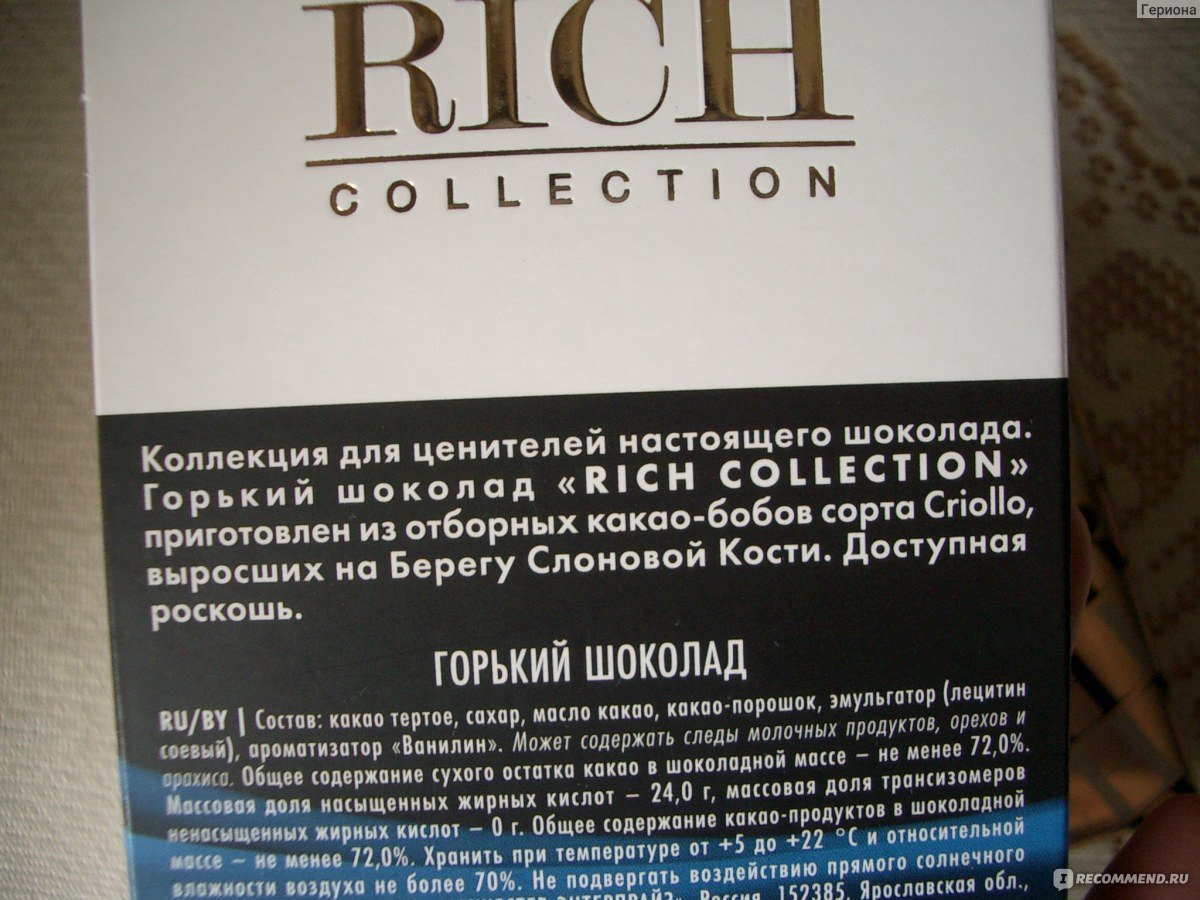 Гериона
RICH
COLLECTION
Коллекция для ценителей настоящего шоколада.
Горький шоколад «RICH COLLECTION»
приготовлен из отборных какао-бобов сорта Criollo,
выросших на Берегу Слоновой Кости. Доступная
роскошь.
ГОРЬКИЙ ШОКОЛАД
RU/BY | Состав: какао тертое, сахар, масло какао, какао-порошок, эмульгатор (лецитин
соевый), ароматизатор «Ванилин». Может содержать следы молочных продуктов, орехов и
арахиса. Общее содержание сухого остатка какао в шоколадной массе – не менее 72,0%.
Массовая доля насыщенных жирных кислот – 24,0 г, массовая доля трансизомеров
ненасыщенных жирных кислот – 0 г. Общее содержание какао-продуктов в шоколадной
массе – не менее 72,0%. Хранить при температуре от +5 до +22 °С и относительной
влажности воздуха не более 70%. Не подвергать воздействию прямого солнечного
ЭНТЕРПРАЙЗ», Россия, 152385, Ярославская обл.,
I RECOMMEND.RU